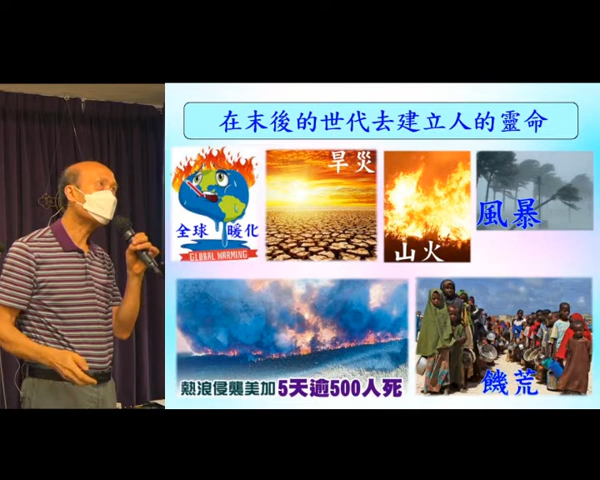 在末後的世代去建立人的靈命
全球暖化
GLOBAL WARMING
旱災
山火
風暴
熱浪侵襲美加5天逾500人死
饑荒